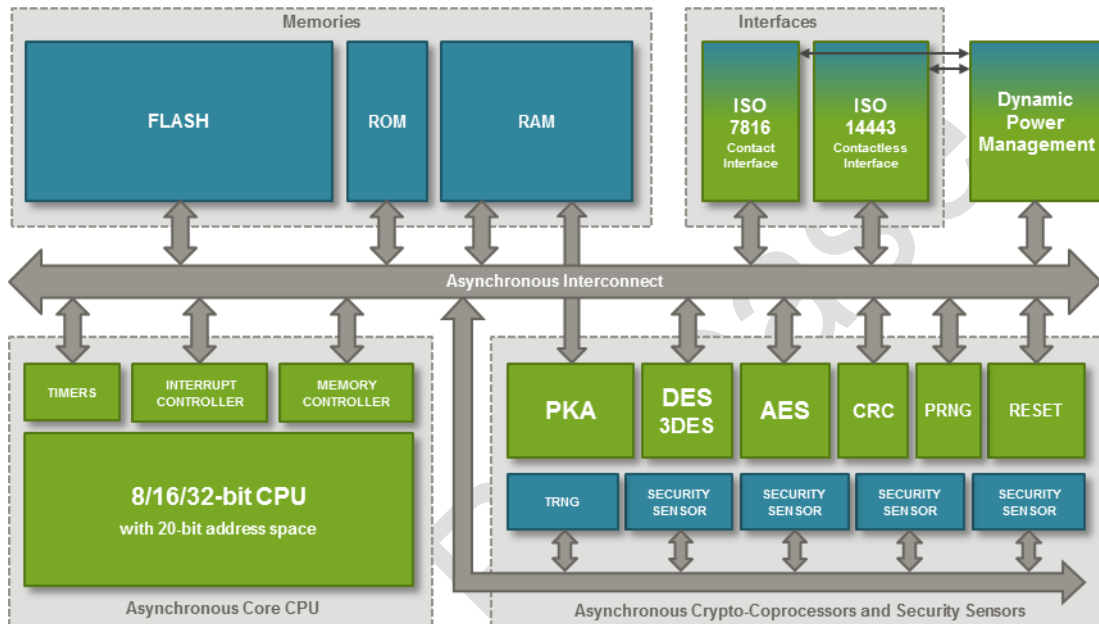 Memories
Interfaces
FLASH
ROM
RAM
ISO
7816
Contact
Interface
ISO
14443
Contactless
Interface
Dynamic
Power
Management
Asynchronous Interconnect
TIMERS
INTERRUPT
CONTROLLER
MEMORY
CONTROLLER
8/16/32-bit CPU
with 20-bit address space
Asynchronous Core CPU
PKA
DES
3DES
AES
CRC
PRNG
RESET
TRNG
SECURITY
SENSOR
SECURITY
SENSOR
SECURITY
SENSOR
SECURITY
SENSOR
Asynchronous Crypto-Coprocessors and Security Sensors